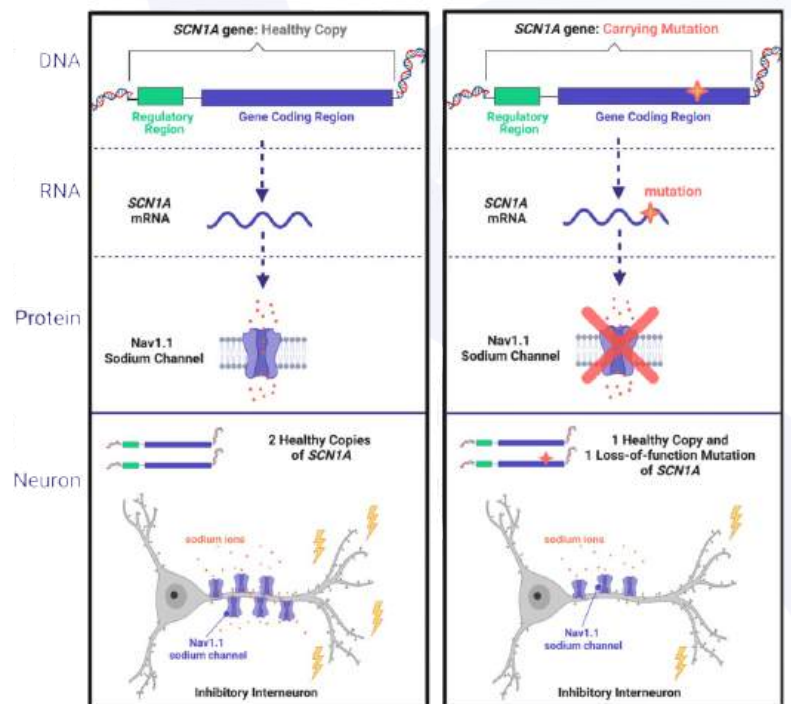 DNA
SCN1A gene: Healthy Copy
Regulatory
Region
Gene Coding Region
SCN1A gene: Carrying Mutation
Regulatory
Region
Gene Coding Region
RNA
SCN1A
mRNA
SCN1A
mRNA
mutation
Protein
Nav1.1
Sodium Channel
Nav1.1
Sodium Channel
Neuron
2 Healthy Copies
of SCN1A
sodium ions
Nav1.1
sodium channel
Inhibitory Interneuron
1 Healthy Copy and
1 Loss-of-function Mutation
of SCN1A
sodium ions
Nav1.1
sodium channel
Inhibitory Interneuron